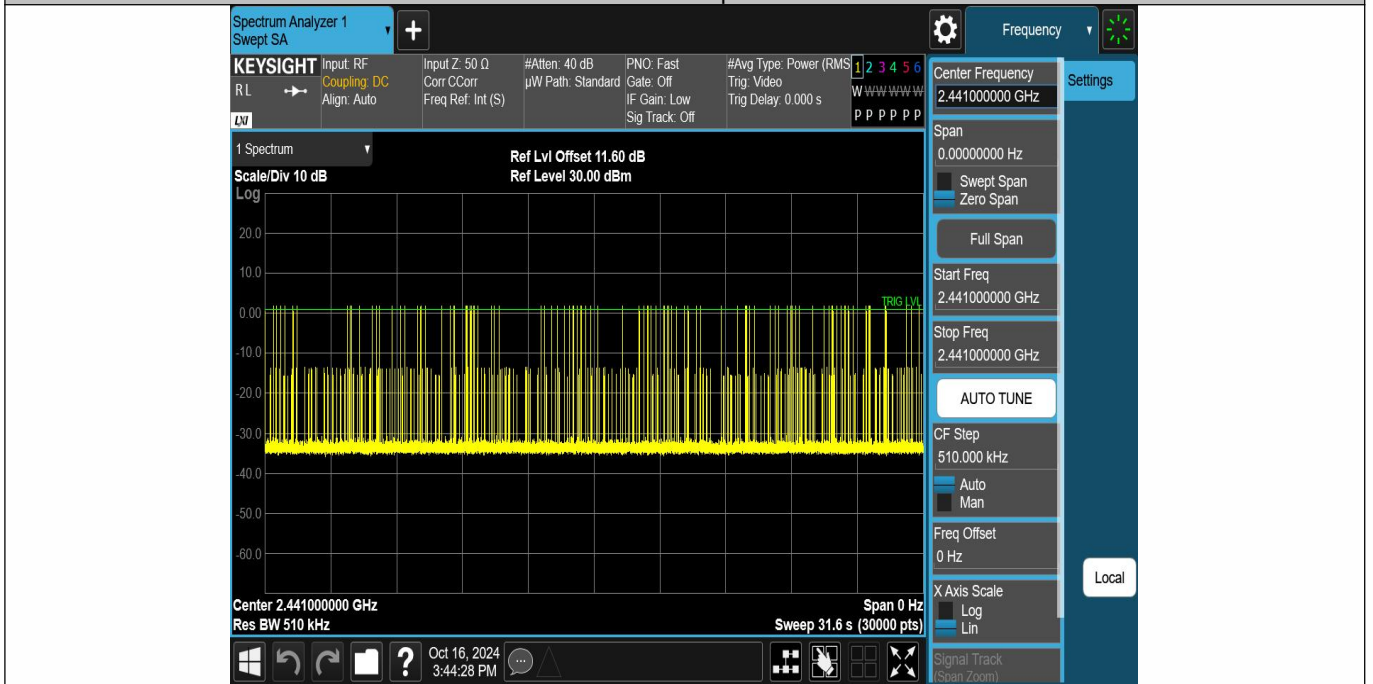 Spectrum Analyzer 1
Swept SA
+
Frequency
KEYSIGHT
RL
LXI
Input: RF
Coupling: DC
Align: Auto
Input Z: 50 Ω
Corr CCorr
Freq Ref: Int (S)
#Atten: 40 dB
µW Path: Standard
PNO: Fast
Gate: Off
IF Gain: Low
Sig Track: Off
#Avg Type: Power (RMS
Trig: Video
Trig Delay: 0.000 s
1 2 3 4 5 6
W W W W W W
P P P P P P
Center Frequency
2.441000000 GHz
Settings
Span
0.00000000 Hz
Swept Span
Zero Span
Full Span
Start Freq
2.441000000 GHz
Stop Freq
2.441000000 GHz
AUTO TUNE
CF Step
510.000 kHz
Auto
Man
Freq Offset
0 Hz
X Axis Scale
Log
Lin
Signal Track
(Span Zoom)
Local
1 Spectrum
Scale/Div 10 dB
Ref Lvl Offset 11.60 dB
Ref Level 30.00 dBm
Log
20.0
10.0
0.00
-10.0
-20.0
-30.0
-40.0
-50.0
-60.0
TRIG LVL
Center 2.441000000 GHz
Span 0 Hz
Res BW 510 kHz
Sweep 31.6 s (30000 pts)
?
Oct 16, 2024
3:44:28 PM